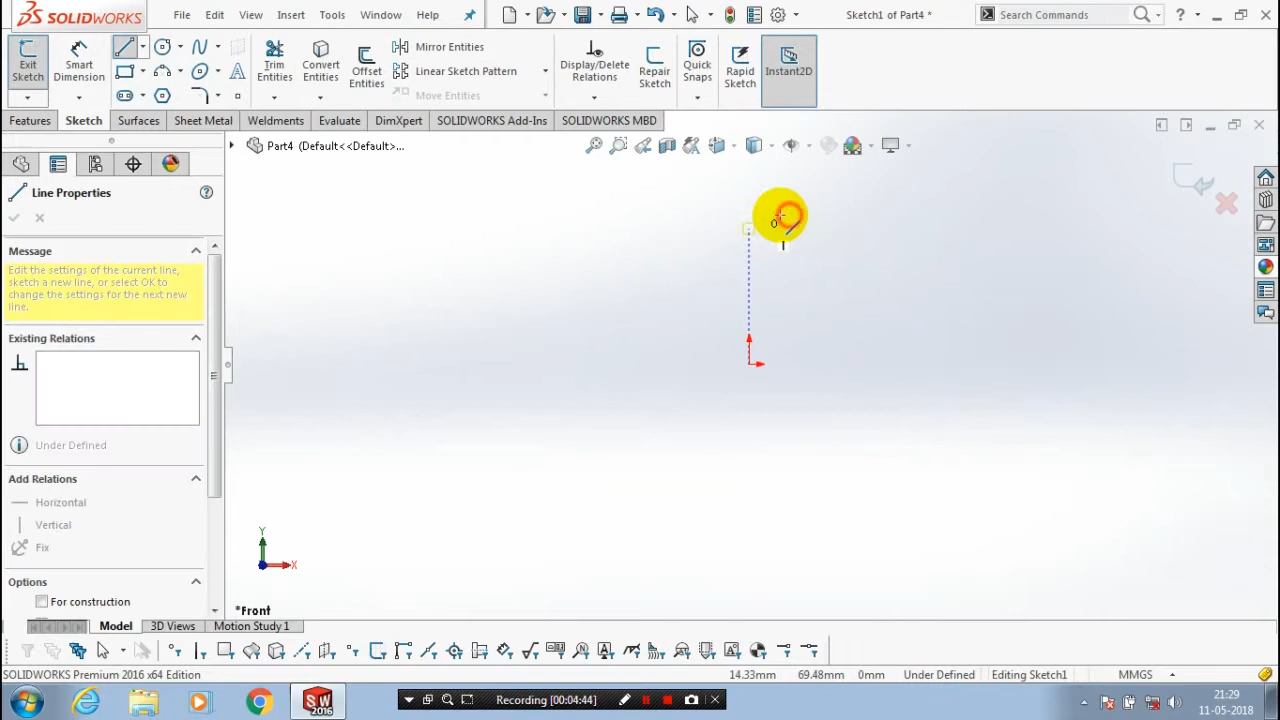 SOLIDWORKS
File Edit View Insert Tools Window Help
Sketch1 of Part4 *
Search Commands
?
Exit Sketch
Smart Dimension
Trim Entities
Convert Entities
Offset Entities
Mirror Entities
Linear Sketch Pattern
Move Entities
Display/Delete Relations
Repair Sketch
Quick Snaps
Rapid Sketch
Instant2D
Features Sketch Surfaces Sheet Metal Weldments Evaluate DimXpert SOLIDWORKS Add-Ins SOLIDWORKS MBD
Part4 (Default<<Default>...
Line Properties
Message
Edit the settings of the current line,
sketch a new line, or select OK to
change the settings for the next new
line.
Existing Relations
Under Defined
Add Relations
Horizontal
Vertical
Fix
Options
For construction
Y
X
*Front
Model 3D Views Motion Study 1
SOLIDWORKS Premium 2016 x64 Edition
14.33mm 69.48mm 0mm Under Defined Editing Sketch1 MMGS
SW 2016
Recording [00:04:44]
21:29
11-05-2018